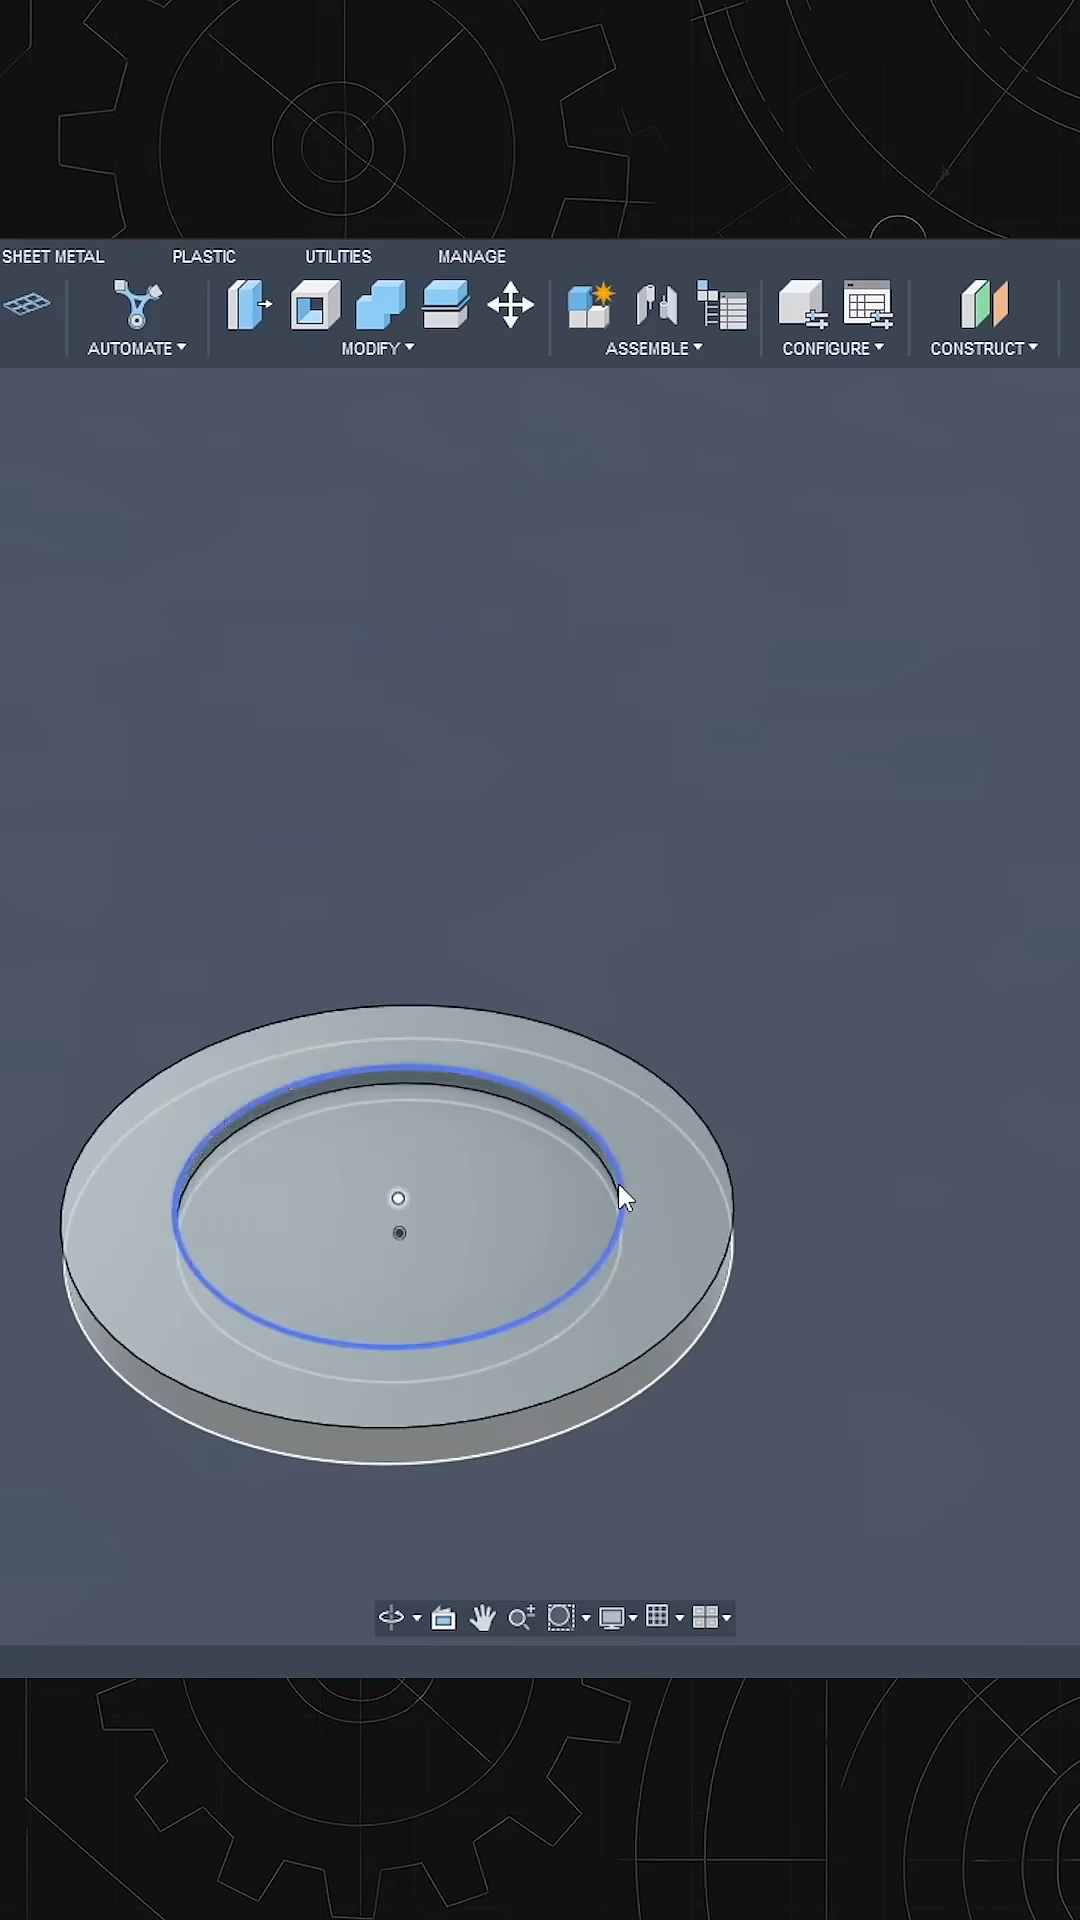 SHEET METAL PLASTIC UTILITIES MANAGE
AUTOMATE MODIFY ASSEMBLE CONFIGURE CONSTRUCT